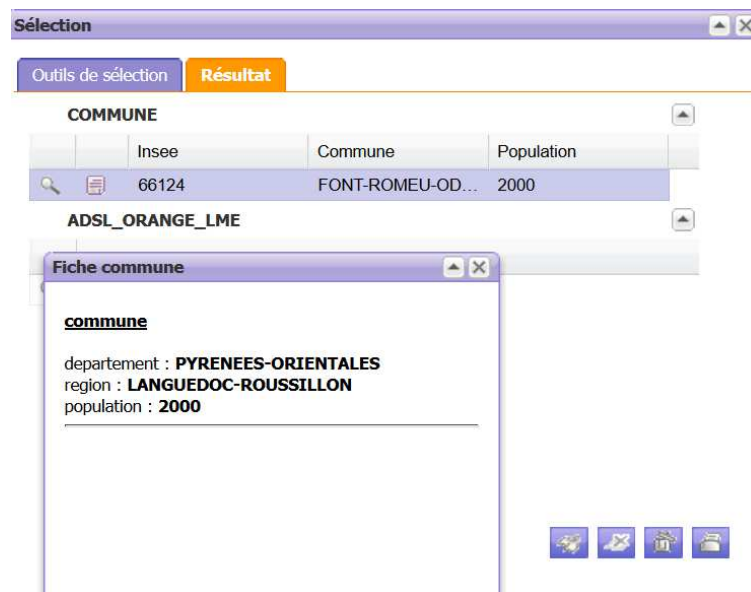 Sélection
Outils de sélection Résultat
COMMUNE
Insee Commune Population
66124 FONT-ROMEU-OD... 2000
ADSL_ORANGE_LME
Fiche commune
commune
departement : PYRENEES-ORIENTALES
region : LANGUEDOC-ROUSSILLON
population : 2000